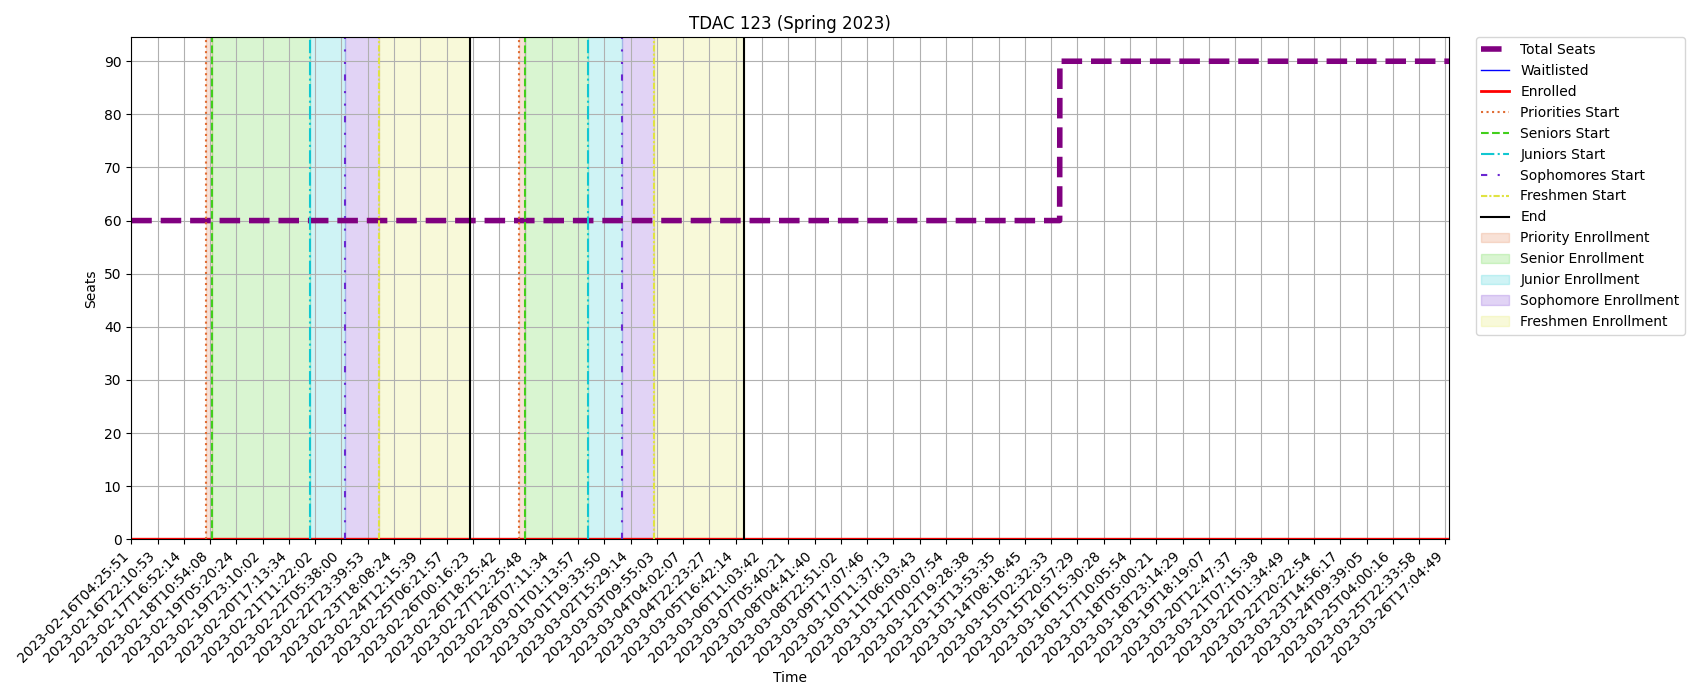 TDAC 123 (Spring 2023)
Total Seats
Waitlisted
Enrolled
Priorities Start
Seniors Start
Juniors Start
Sophomores Start
Freshmen Start
End
Priority Enrollment
Senior Enrollment
Junior Enrollment
Sophomore Enrollment
Freshmen Enrollment
Seats
90
80
70
60
50
40
30
20
10
0
2023-02-16T04:25:51
2023-02-16T22:10:53
2023-02-17T16:52:14
2023-02-18T10:54:08
2023-02-19T05:20:24
2023-02-19T23:10:02
2023-02-20T17:13:34
2023-02-21T11:22:02
2023-02-22T05:38:00
2023-02-22T23:39:53
2023-02-23T18:08:24
2023-02-24T12:15:39
2023-02-25T06:21:57
2023-02-26T00:16:23
2023-02-26T18:25:42
2023-02-27T12:25:48
2023-02-28T07:11:34
2023-03-01T01:13:57
2023-03-01T19:33:50
2023-03-02T15:29:14
2023-03-03T09:55:03
2023-03-04T04:02:07
2023-03-04T22:23:27
2023-03-05T16:42:14
2023-03-06T11:03:42
2023-03-07T05:40:21
2023-03-08T04:41:40
2023-03-08T22:51:02
2023-03-09T17:07:46
2023-03-10T11:37:13
2023-03-11T06:03:43
2023-03-12T00:07:54
2023-03-12T19:28:38
2023-03-13T13:53:35
2023-03-14T08:18:45
2023-03-15T02:32:33
2023-03-15T20:57:29
2023-03-16T15:30:28
2023-03-17T10:05:54
2023-03-18T05:00:21
2023-03-18T23:14:29
2023-03-19T18:19:07
2023-03-20T12:47:37
2023-03-21T07:15:38
2023-03-22T01:34:49
2023-03-22T20:22:54
2023-03-23T14:56:17
2023-03-24T09:39:05
2023-03-25T04:00:16
2023-03-25T22:33:58
2023-03-26T17:04:49
Time